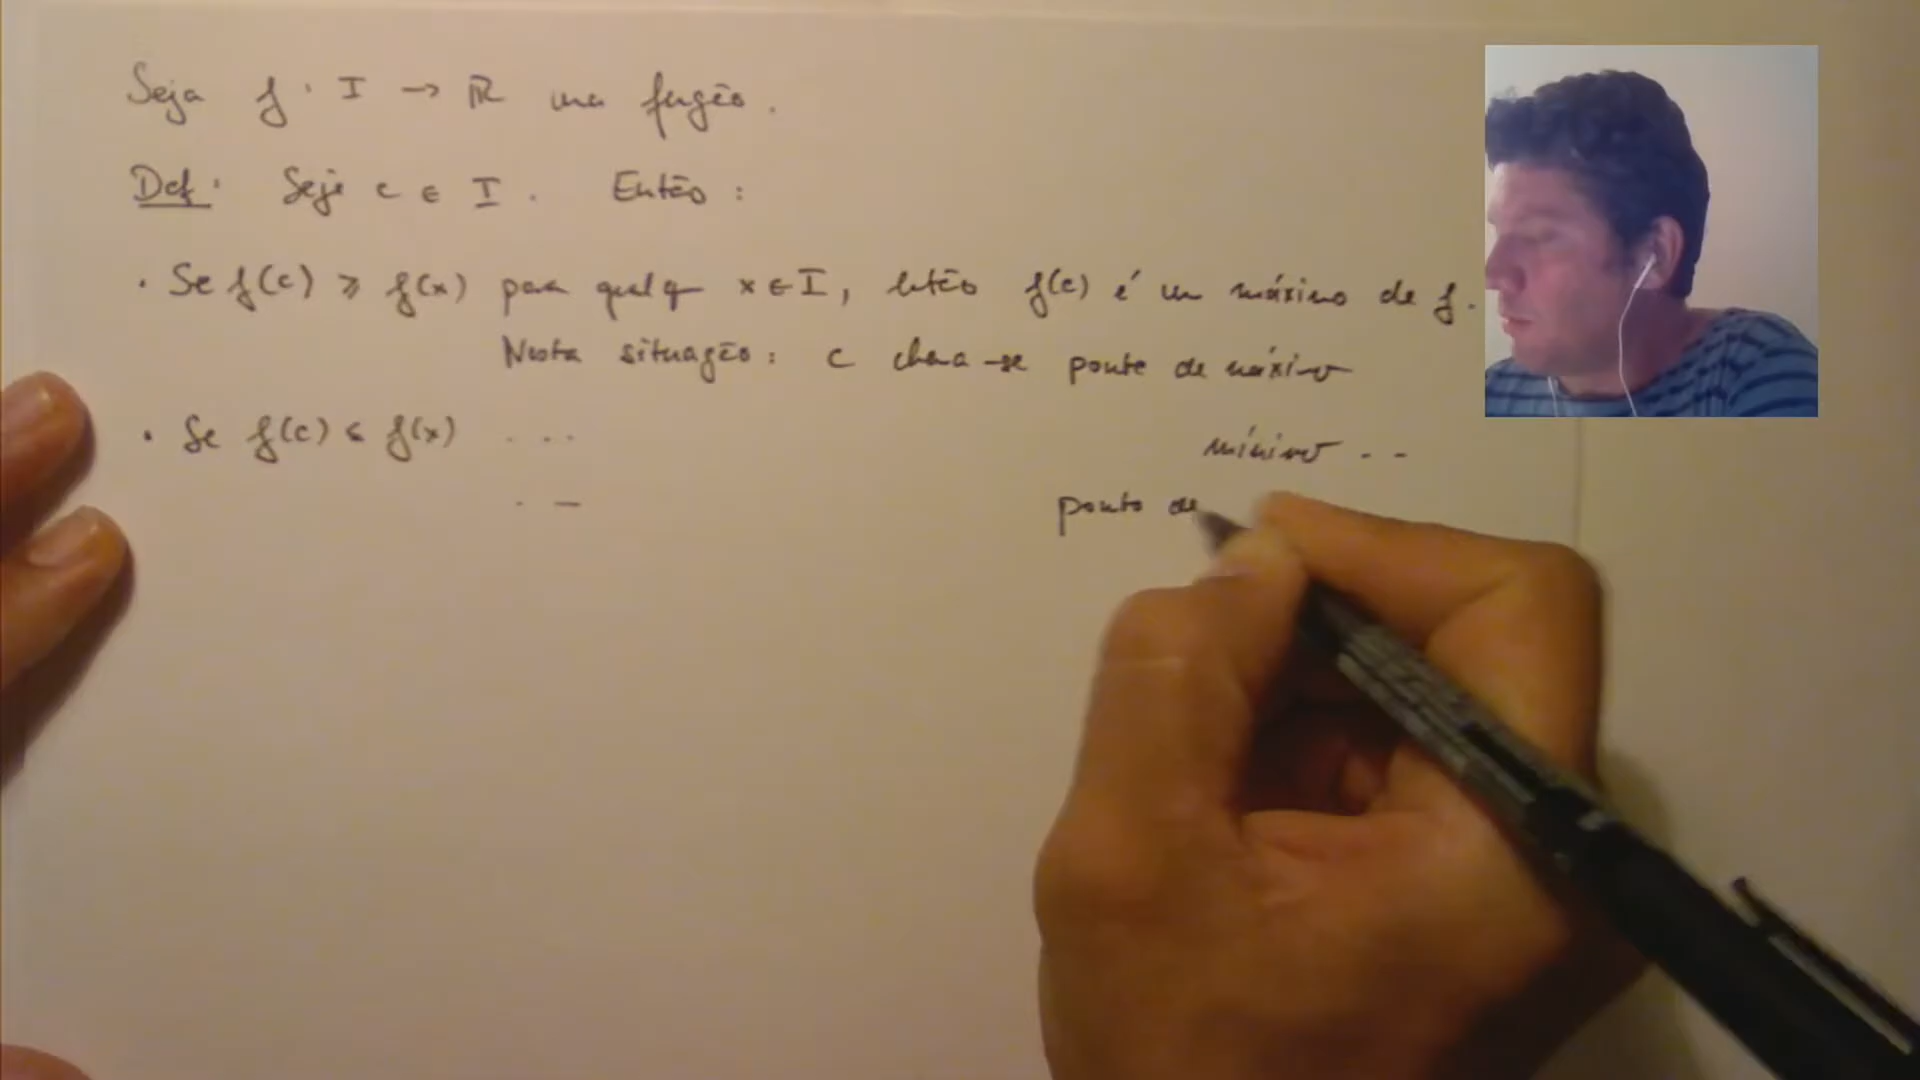 Seja f : I → ℝ uma função.
Def: Seja c ∈ I. Então:
• Se f(c) ≥ f(x) para qualq x ∈ I, então f(c) é um máximo de f.
Nesta situação: c chama-se ponto de máximo
• Se f(c) ≤ f(x) ... mínimo ..
. — ponto de